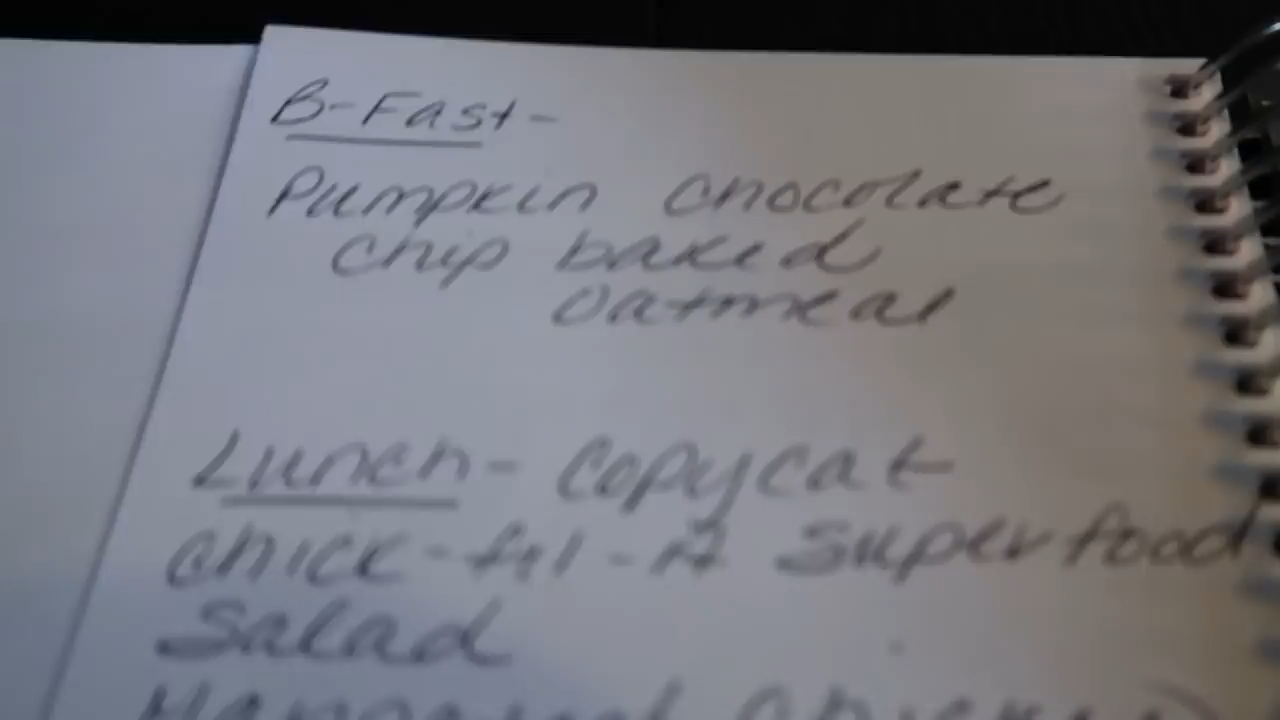 B-Fast-
Pumpkin chocolate
chip baked
oatmeal
Lunch- Copycat
chick-fil-A superfood
salad